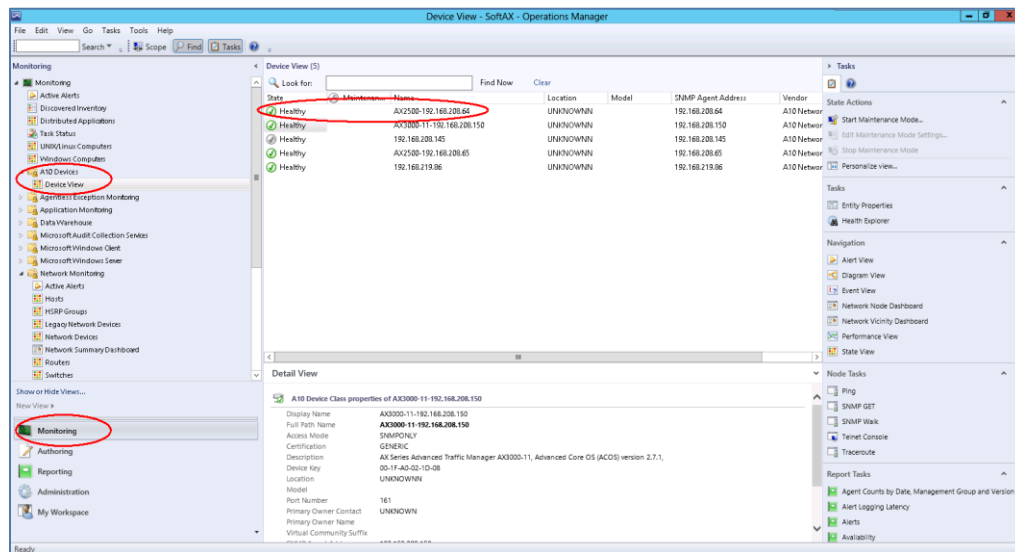 Device View - SoftAX - Operations Manager
File Edit View Go Tasks Tools Help
Search Scope Find Tasks
Monitoring
Monitoring
Active Alerts
Discovered Inventory
Distributed Applications
Task Status
UNIX/Linux Computers
Windows Computers
A10 Devices
Device View
Agentless Exception Monitoring
Application Monitoring
Data Warehouse
Microsoft Audit Collection Services
Microsoft Windows Client
Microsoft Windows Server
Network Monitoring
Active Alerts
Hosts
HSRP Groups
Legacy Network Devices
Network Devices
Network Summary Dashboard
Routers
Switches
Show or Hide Views...
New View
Monitoring
Authoring
Reporting
Administration
My Workspace
Device View (5)
Look for: Find Now Clear
State Maintenan... Name Location Model SNMP Agent Address Vendor
Healthy AX2500-192.168.208.64 UNKNOWNN 192.168.208.64 A10 Networ
Healthy AX3000-11-192.168.208.150 UNKNOWNN 192.168.208.150 A10 Networ
Healthy 192.168.208.145 UNKNOWNN 192.168.208.145 A10 Networ
Healthy AX2500-192.168.208.65 UNKNOWNN 192.168.208.65 A10 Networ
Healthy 192.168.219.86 UNKNOWNN 192.168.219.86 A10 Networ
Detail View
A10 Device Class properties of AX3000-11-192.168.208.150
Display Name AX3000-11-192.168.208.150
Full Path Name AX3000-11-192.168.208.150
Access Mode SNMPONLY
Certification GENERIC
Description AX Series Advanced Traffic Manager AX3000-11, Advanced Core OS (ACOS) version 2.7.1,
Device Key 00-1F-A0-02-1D-08
Location UNKNOWNN
Model
Port Number 161
Primary Owner Contact UNKNOWN
Primary Owner Name
Virtual Community Suffix
Tasks
State Actions
Start Maintenance Mode...
Edit Maintenance Mode Settings...
Stop Maintenance Mode
Personalize view...
Tasks
Entity Properties
Health Explorer
Navigation
Alert View
Diagram View
Event View
Network Node Dashboard
Network Vicinity Dashboard
Performance View
State View
Node Tasks
Ping
SNMP GET
SNMP Walk
Telnet Console
Traceroute
Report Tasks
Agent Counts by Date, Management Group and Version
Alert Logging Latency
Alerts
Availability
Ready